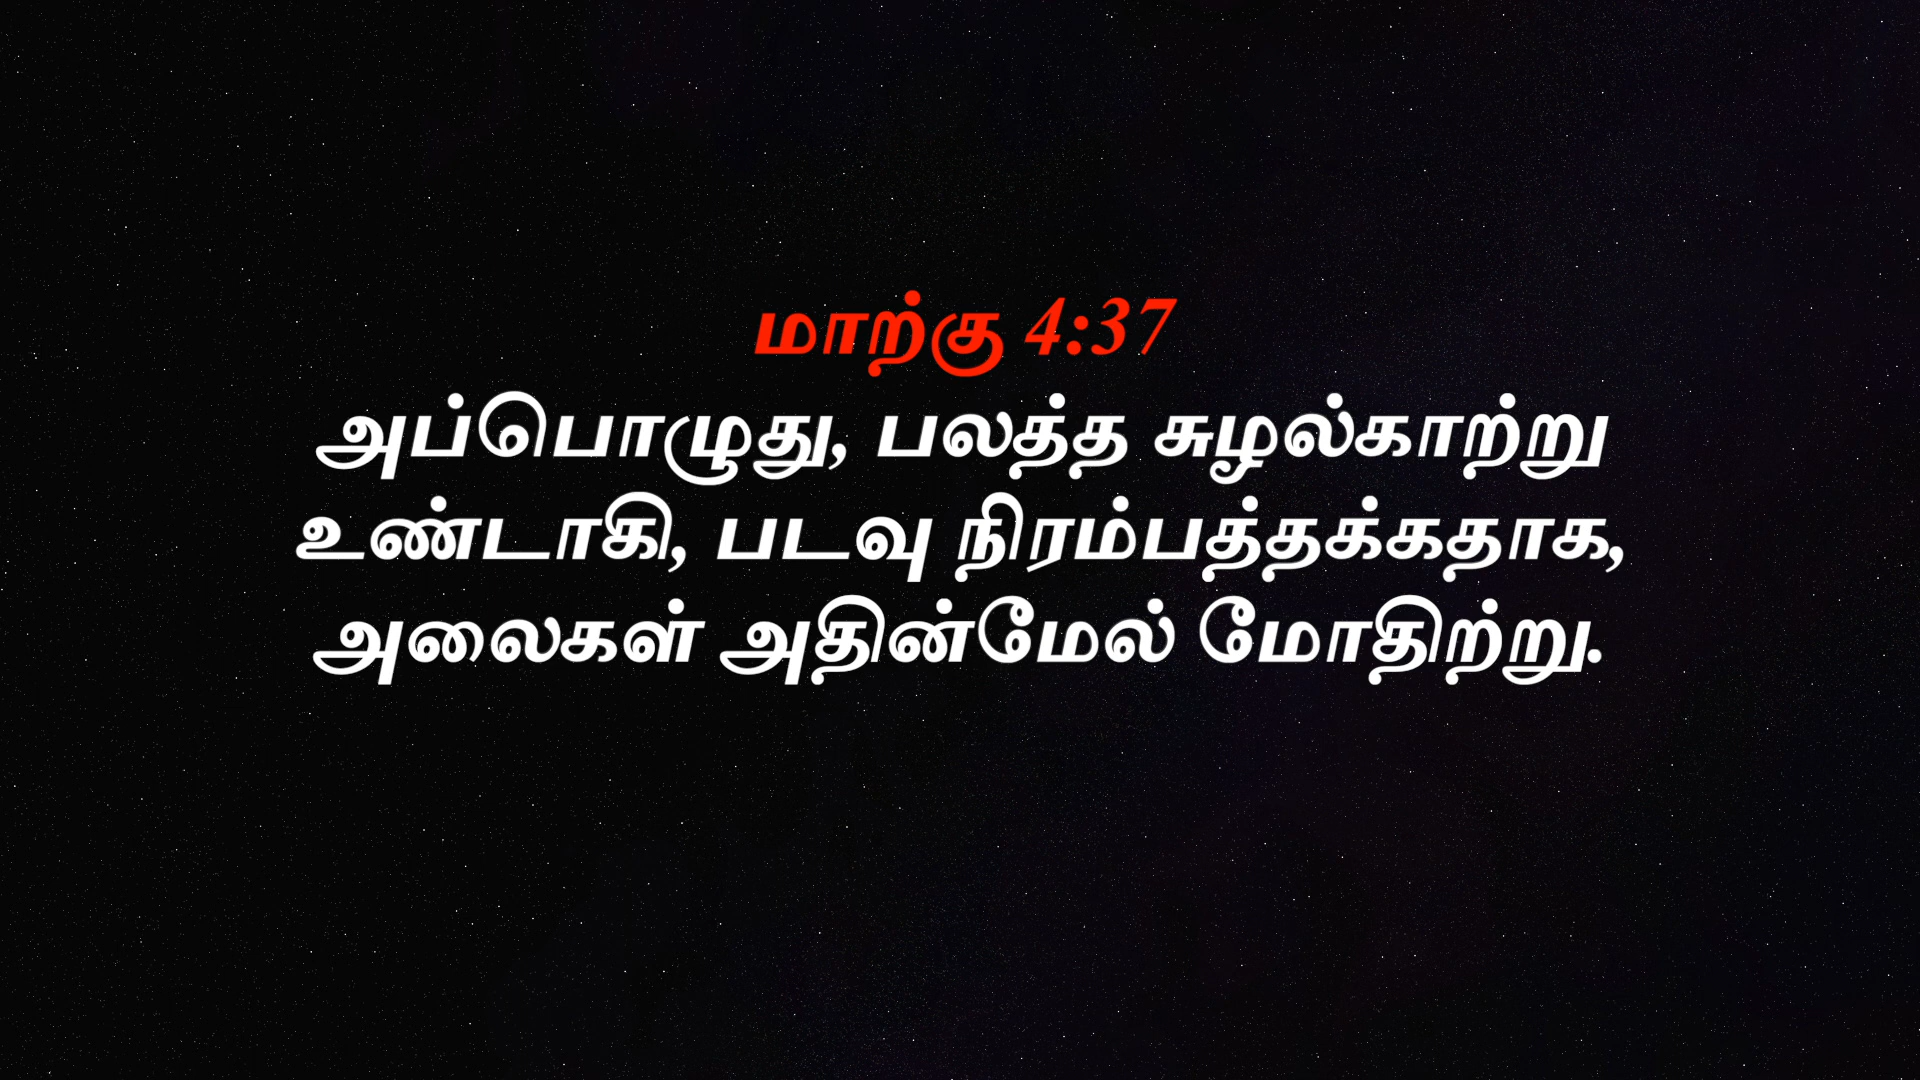 மாற்கு 4:37
அப்பொழுது, பலத்த சுழல்காற்று
உண்டாகி, படவு நிரம்பத்தக்கதாக,
அலைகள் அதின்மேல் மோதிற்று.